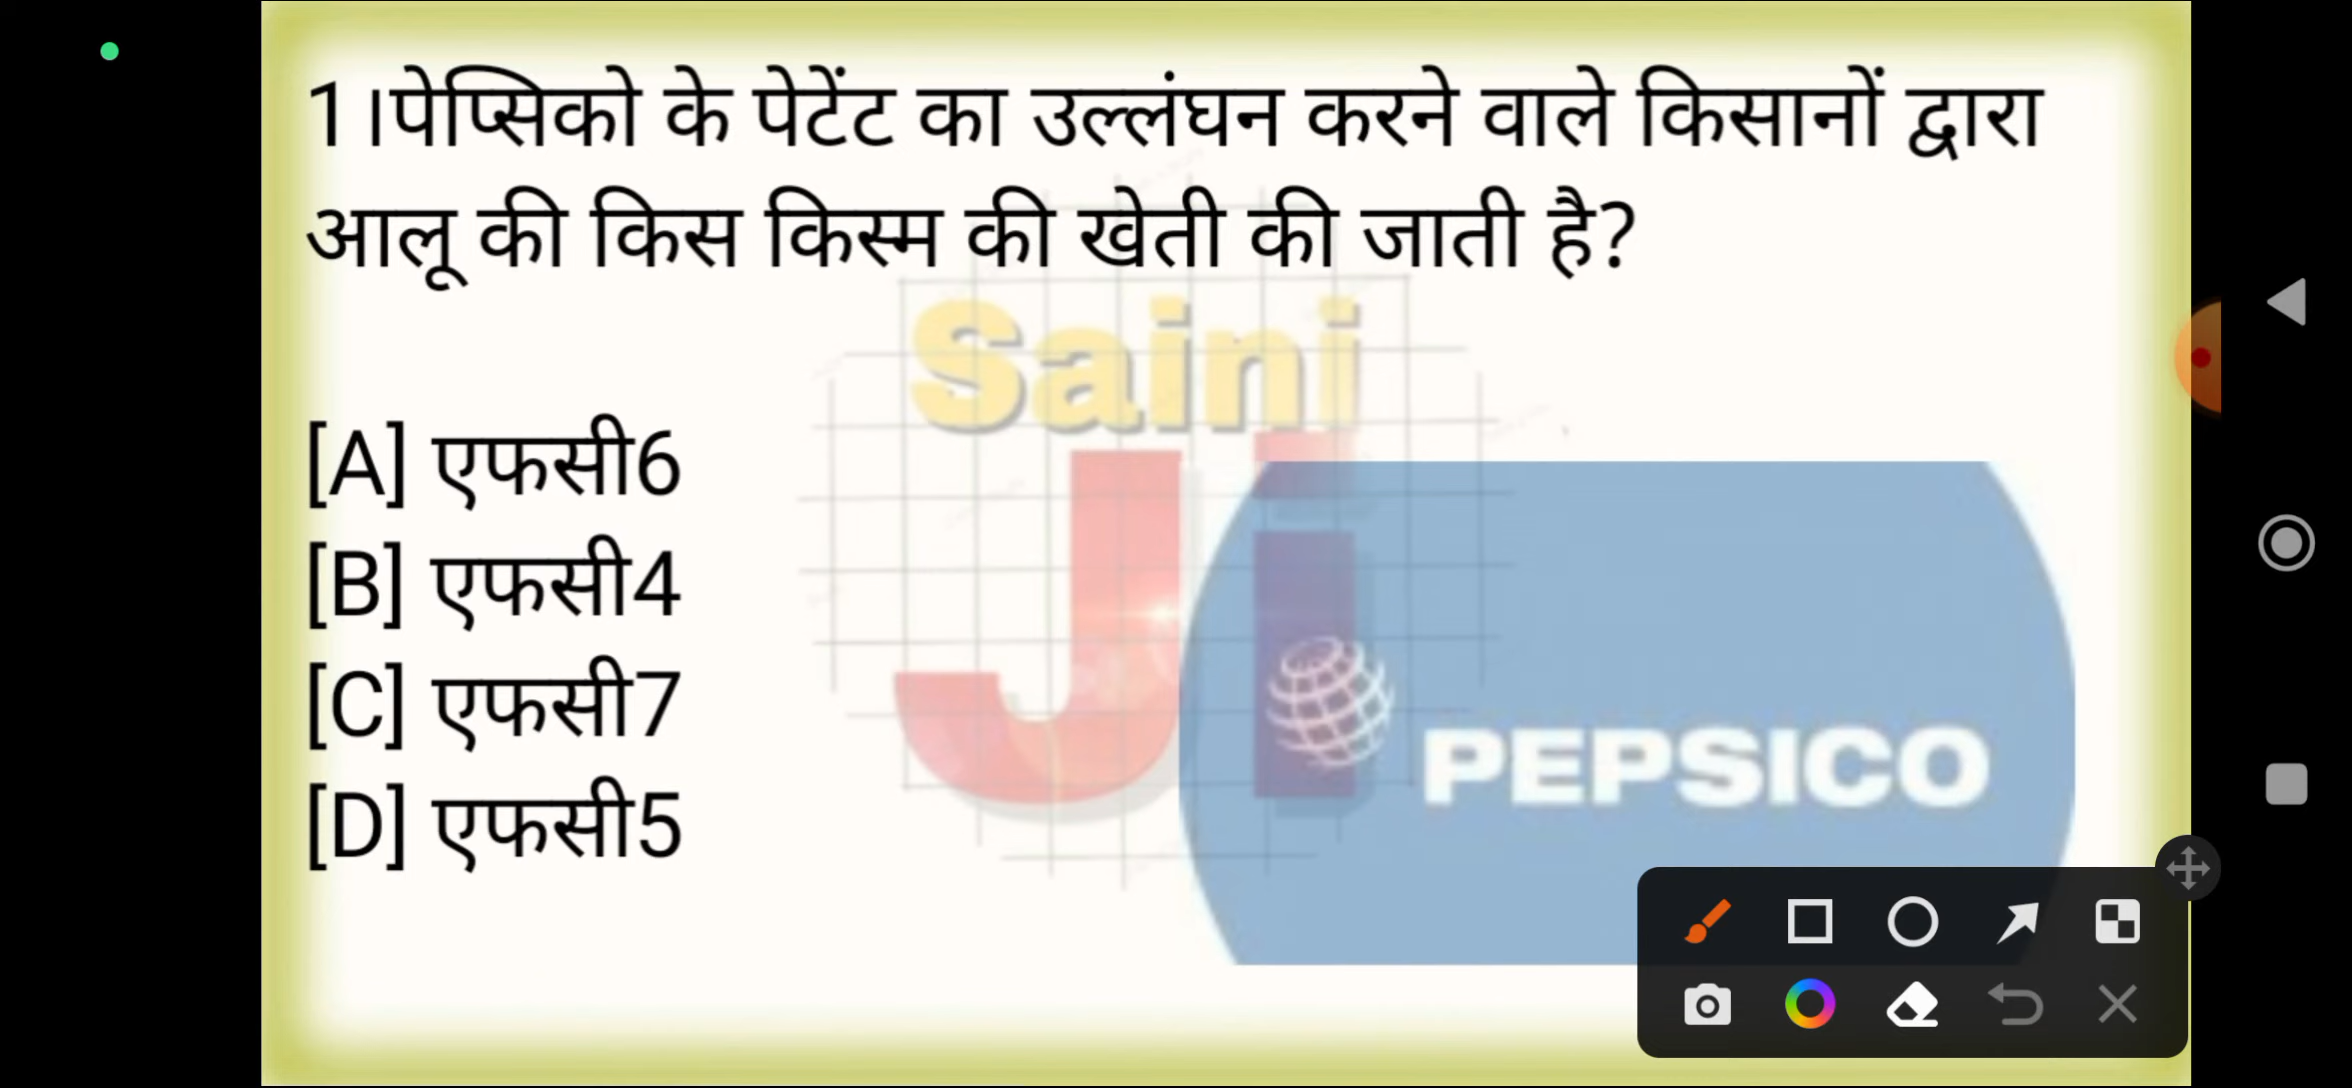 1।पेप्सिको के पेटेंट का उल्लंघन करने वाले किसानों द्वारा
आलू की किस किस्म की खेती की जाती है?
Saini
Ji
[A] एफसी6
[B] एफसी4
[C] एफसी7
[D] एफसी5
PEPSICO